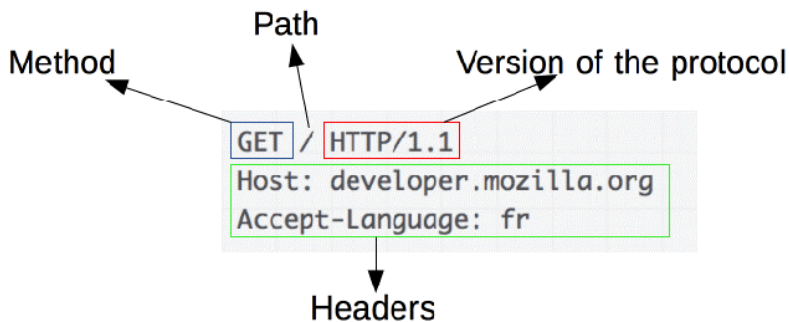 Path
Method
Version of the protocol
GET / HTTP/1.1
Host: developer.mozilla.org
Accept-Language: fr
Headers